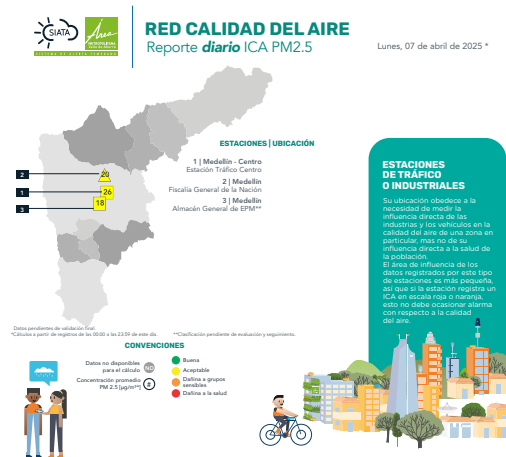 SIATA
Área
METROPOLITANA
Valle de Aburrá
SISTEMA DE ALERTA TEMPRANA
RED CALIDAD DEL AIRE
Reporte diario ICA PM2.5
Lunes, 07 de abril de 2025 *
ESTACIONES | UBICACIÓN
1 | Medellín - Centro
Estación Tráfico Centro
2 | Medellín
Fiscalía General de la Nación
3 | Medellín
Almacén General de EPM**
2
20
1
26
3
18
ESTACIONES
DE TRÁFICO
O INDUSTRIALES
Su ubicación obedece a la
necesidad de medir la
influencia directa de las
industrias y los vehículos en la
calidad del aire de una zona en
particular, mas no de su
influencia directa a la salud de
la población.
El área de influencia de los
datos registrados por este tipo
de estaciones es más pequeña,
así que si la estación registra un
ICA en escala roja o naranja,
esto no debe ocasionar alarma
con respecto a la calidad
del aire.
Datos pendientes de validación final.
*Cálculos a partir de registros de las 00:00 a las 23:59 de este día.
**Clasificación pendiente de evaluación y seguimiento.
CONVENCIONES
Datos no disponibles
para el cálculo
ND
Concentración promedio
PM 2.5 (µg/m³)
#
Buena
Aceptable
Dañina a grupos
sensibles
Dañina a la salud